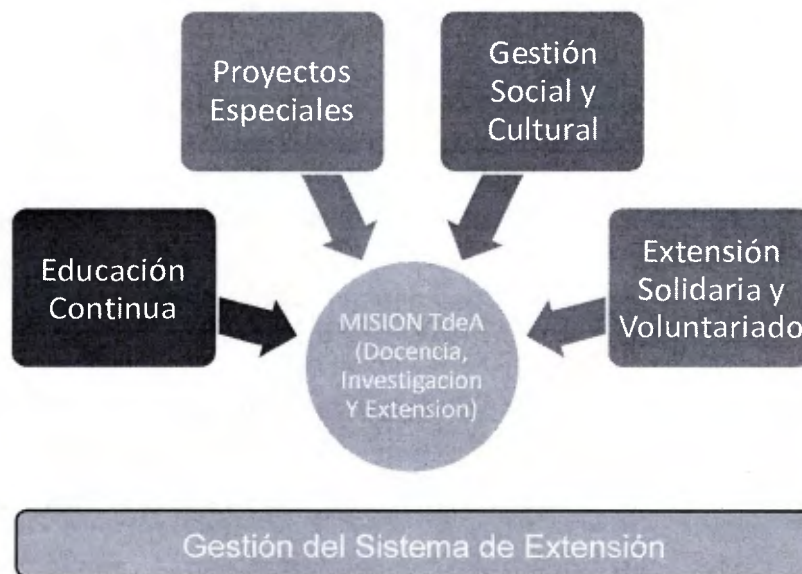 Proyectos
Especiales
Gestión
Social y
Cultural
Educación
Continua
Extensión
Solidaria y
Voluntariado
MISION TdeA
(Docencia,
Investigacion
Y Extension)
Gestión del Sistema de Extensión